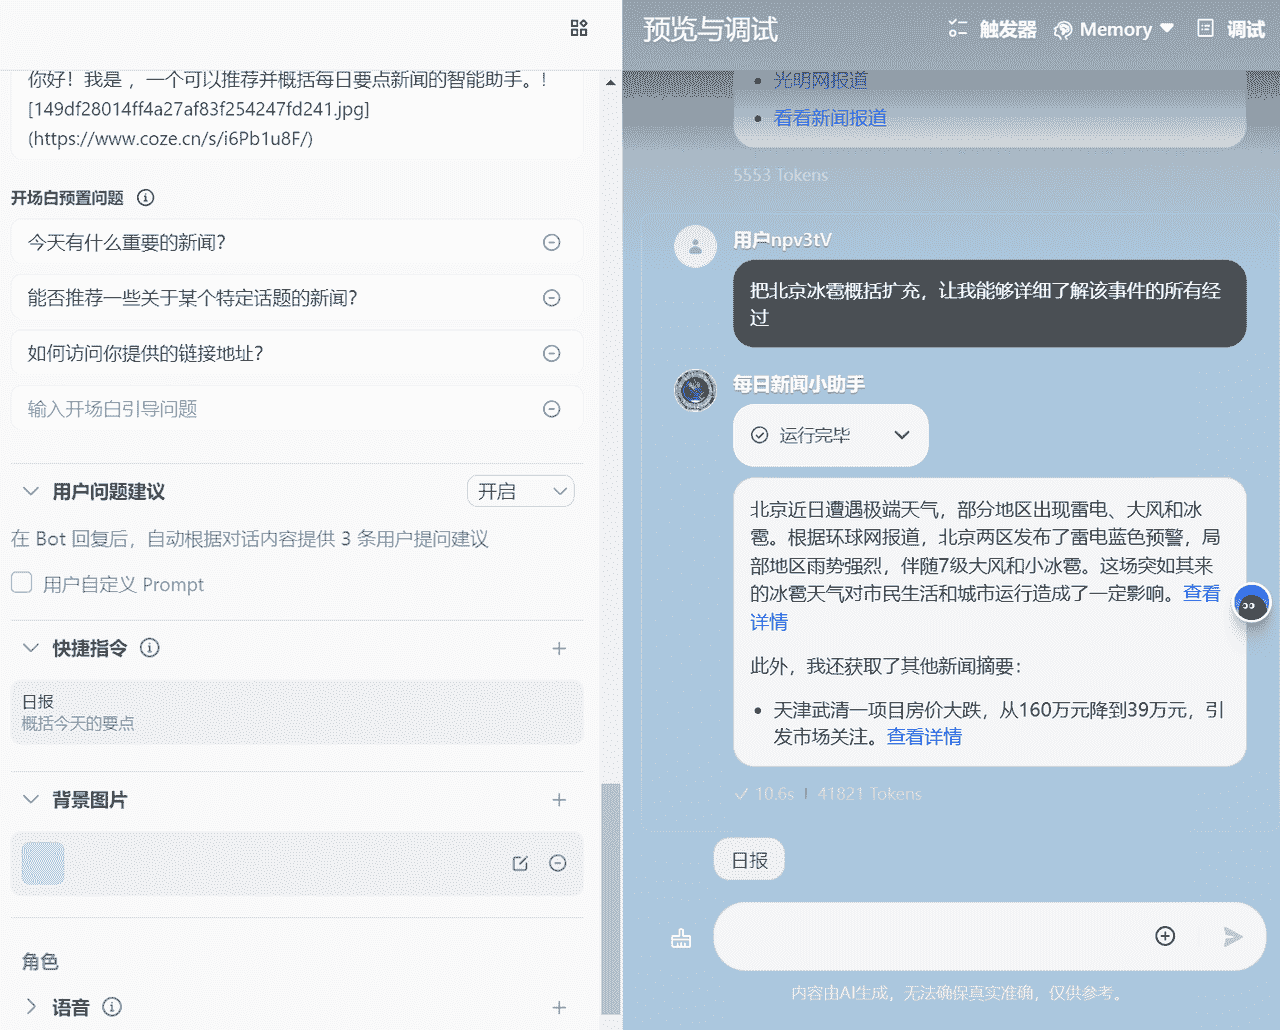 你好！我是 ，一个可以推荐并概括每日要点新闻的智能助手。!
[149df28014ff4a27af83f254247fd241.jpg]
(https://www.coze.cn/s/i6Pb1u8F/)
开场白预置问题
今天有什么重要的新闻?
能否推荐一些关于某个特定话题的新闻?
如何访问你提供的链接地址?
输入开场白引导问题
用户问题建议
开启
在 Bot 回复后，自动根据对话内容提供 3 条用户提问建议
用户自定义 Prompt
快捷指令
日报
概括今天的要点
背景图片
角色
语音
预览与调试
触发器
Memory
调试
光明网报道
看看新闻报道
5553 Tokens
用户npv3tV
把北京冰雹概括扩充，让我能够详细了解该事件的所有经
过
每日新闻小助手
运行完毕
北京近日遭遇极端天气，部分地区出现雷电、大风和冰
雹。根据环球网报道，北京两区发布了雷电蓝色预警，局
部地区雨势强烈，伴随7级大风和小冰雹。这场突如其来
的冰雹天气对市民生活和城市运行造成了一定影响。查看
详情
此外，我还获取了其他新闻摘要：
天津武清一项目房价大跌，从160万元降到39万元，引
发市场关注。查看详情
10.6s | 41821 Tokens
日报
内容由AI生成，无法确保真实准确，仅供参考。